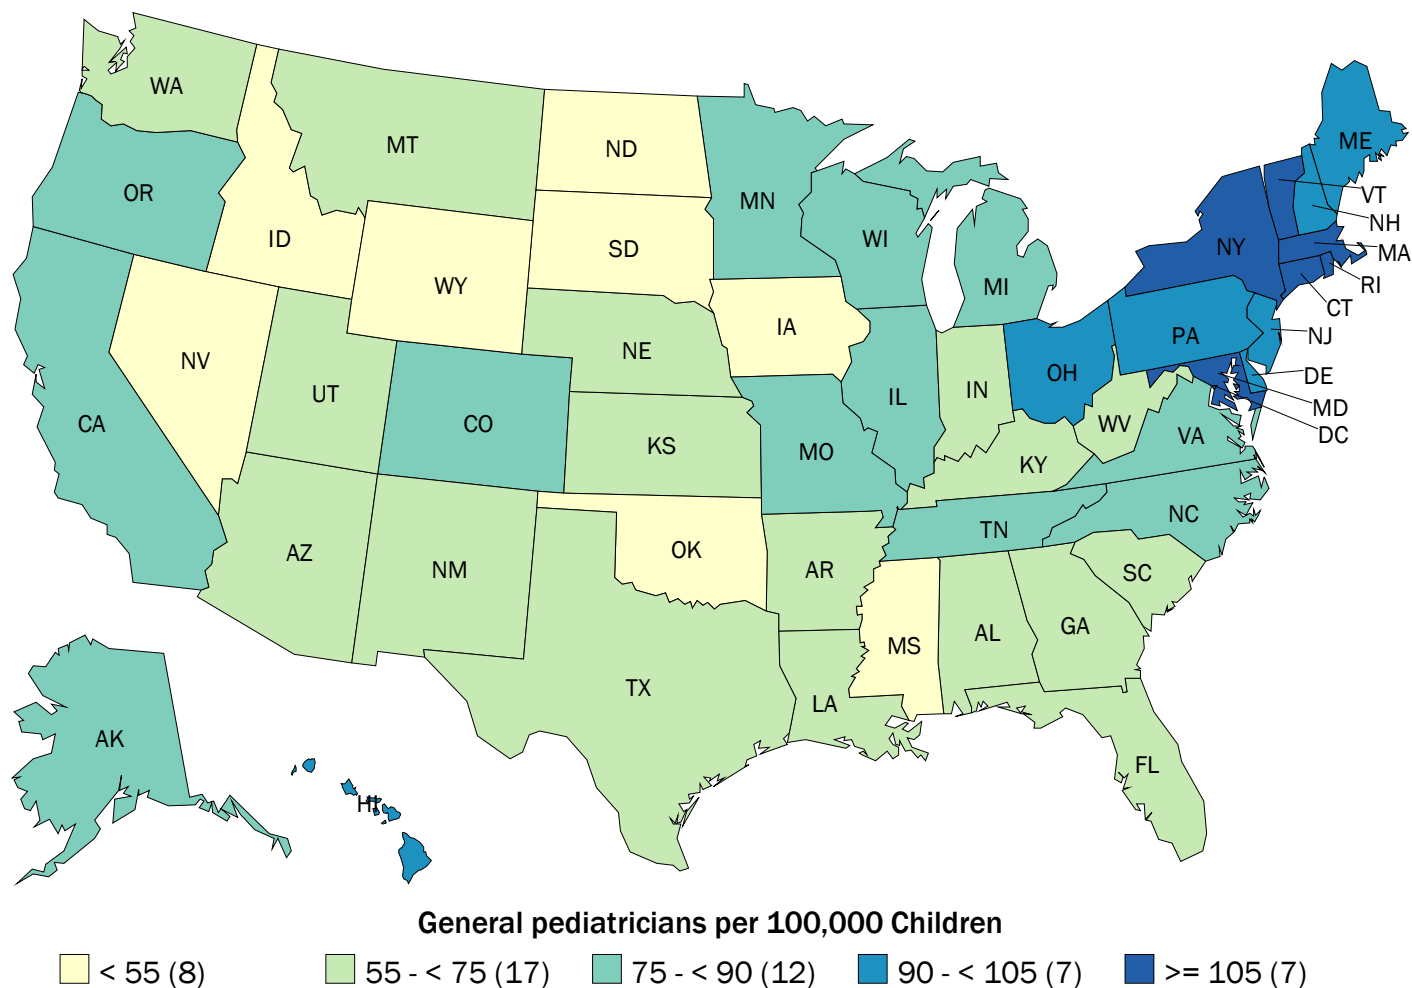 WA
MT
ND
MN
ME
OR
ID
SD
WI
VT
NH
MA
NY
RI
CT
WY
MI
IA
NJ
PA
NV
NE
OH
DE
UT
IN
IL
MD
DC
CA
CO
KS
MO
WV
VA
KY
NC
TN
AZ
NM
OK
AR
SC
GA
AL
MS
TX
LA
FL
AK
HI
General pediatricians per 100,000 Children
< 55 (8) 55 - < 75 (17) 75 - < 90 (12) 90 - < 105 (7) >= 105 (7)